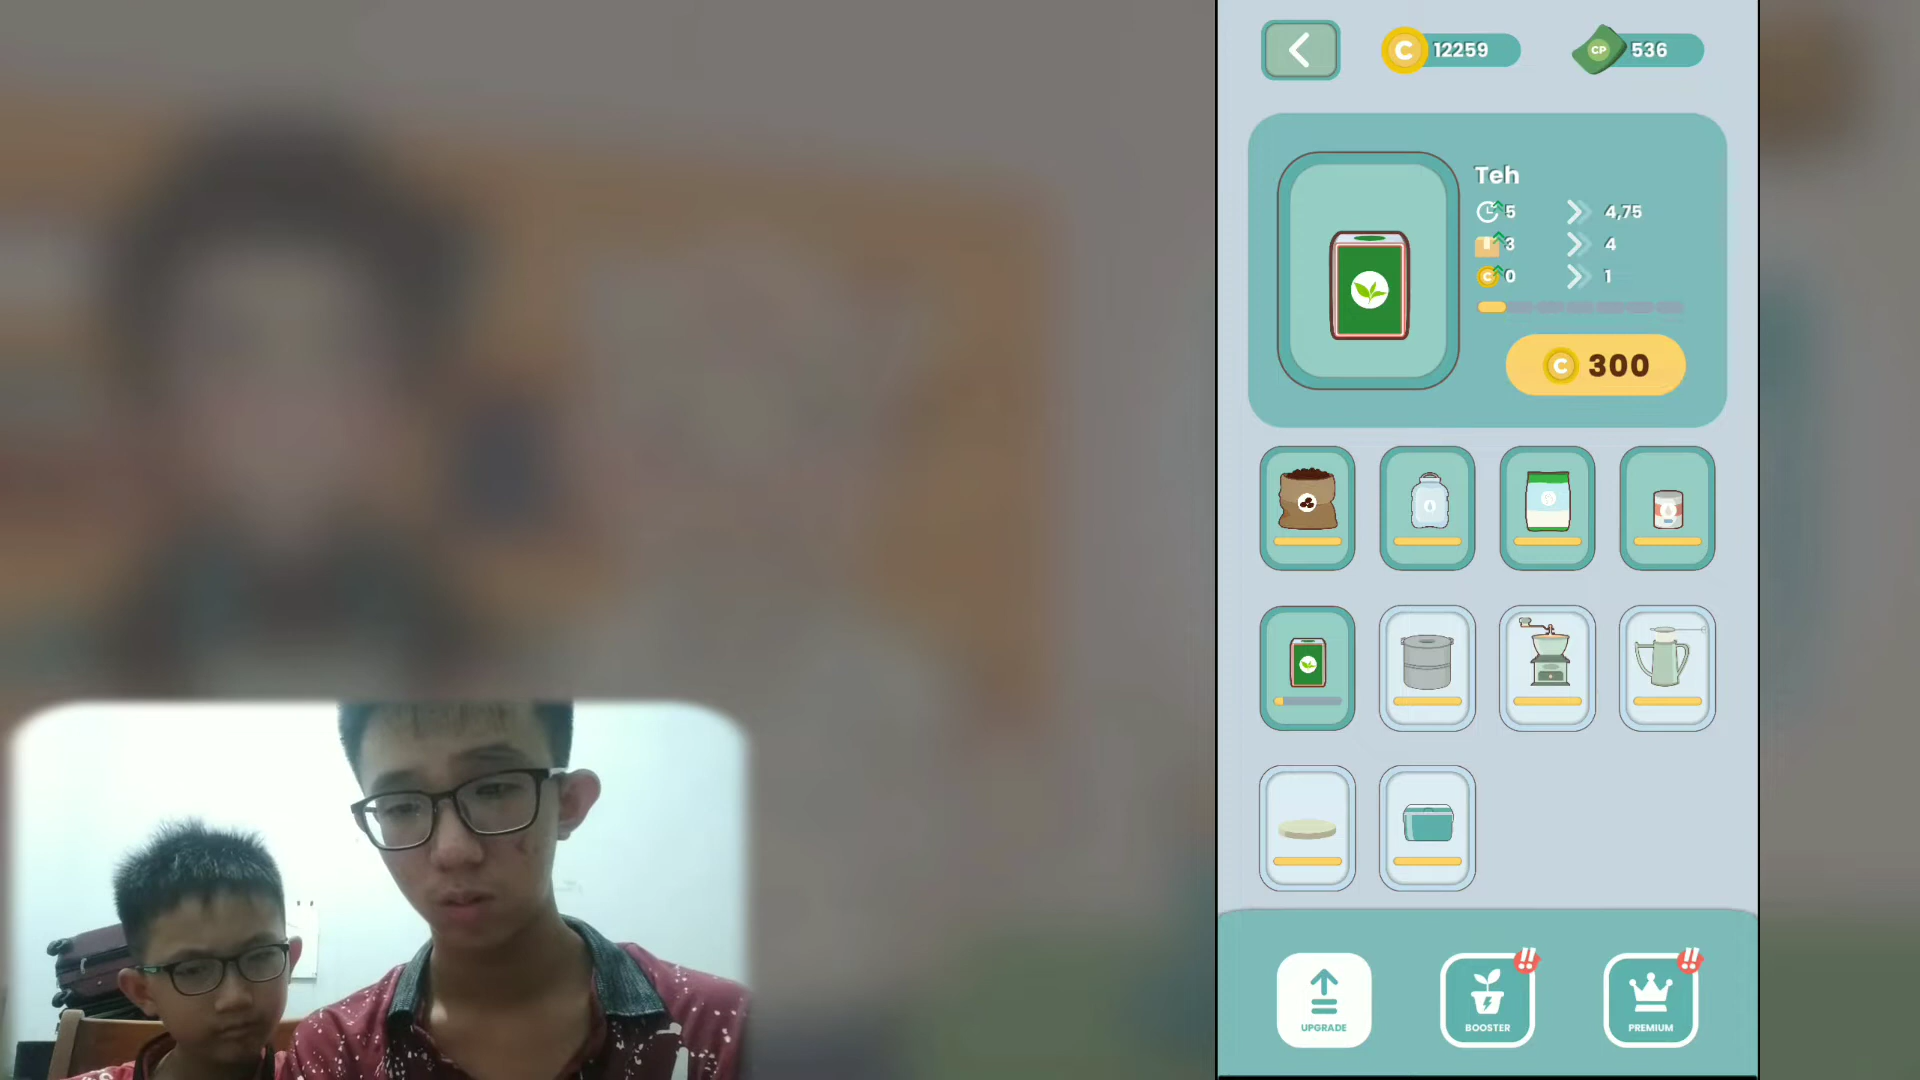 C 12259
CP 536
Teh
5 4,75
3 4
C 0 1
C 300
UPGRADE
BOOSTER
PREMIUM